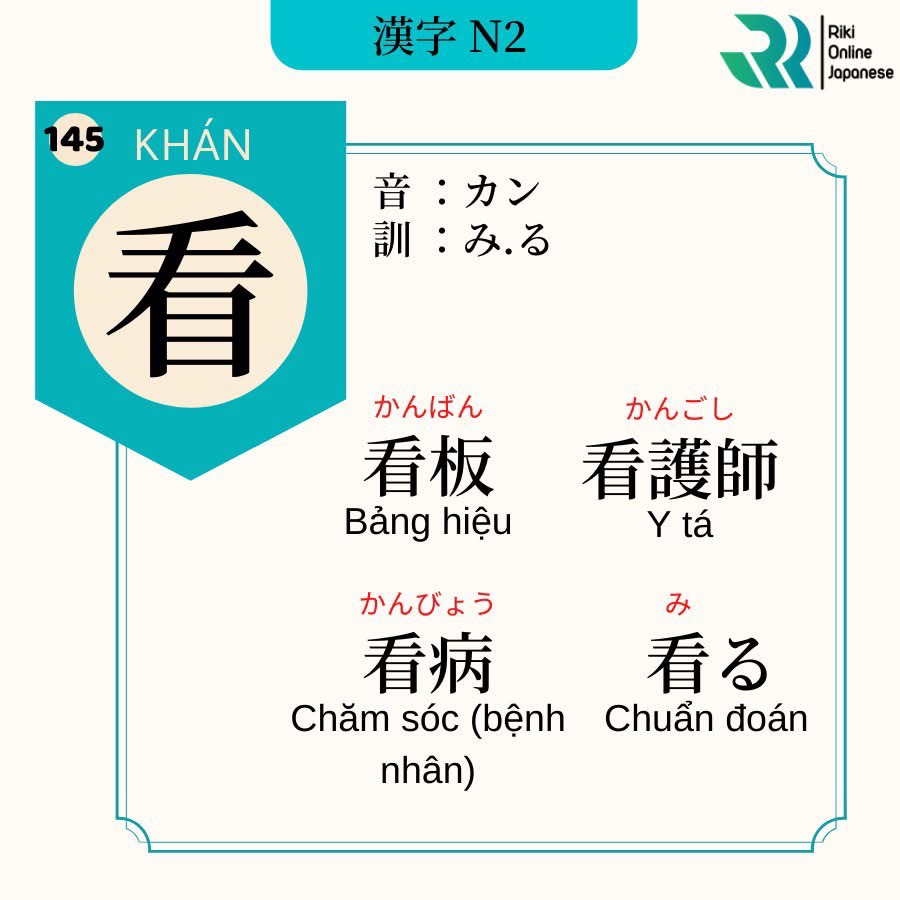 漢字 N2
Riki
Online
Japanese
145 KHÁN
看
音 ：カン
訓 ：み.る
かんばん
看板
Bảng hiệu
かんごし
看護師
Y tá
かんびょう
看病
Chăm sóc (bệnh
nhân)
み
看る
Chuẩn đoán